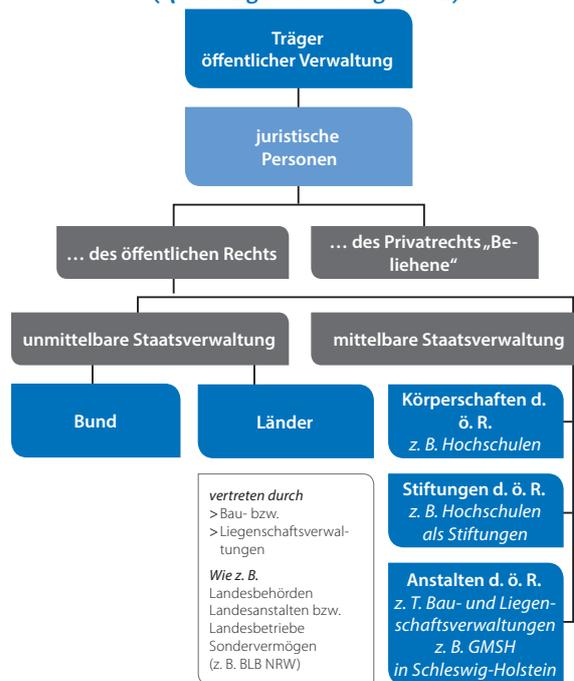 Träger
öffentlicher Verwaltung
juristische
Personen
… des öffentlichen Rechts
… des Privatrechts „Be-
liehene“
unmittelbare Staatsverwaltung
mittelbare Staatsverwaltung
Bund
Länder
Körperschaften d.
ö. R.
z. B. Hochschulen
vertreten durch
> Bau- bzw.
> Liegenschaftsverwal-
tungen
Wie z. B.
Landesbehörden
Landesanstalten bzw.
Landesbetriebe
Sondervermögen
(z. B. BLB NRW)
Stiftungen d. ö. R.
z. B. Hochschulen
als Stiftungen
Anstalten d. ö. R.
z. T. Bau- und Liegen-
schaftsverwaltungen
z. B. GMSH
in Schleswig-Holstein